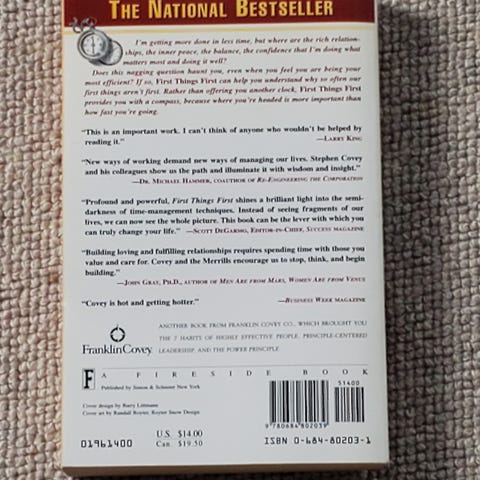 THE NATIONAL BESTSELLER
I'm getting more done in less time, but where are the rich relation-
ships, the inner peace, the balance, the confidence that I'm doing what
matters most and doing it well?
Does this nagging question haunt you, even when you feel you are being your
most efficient? If so, First Things First can help you understand why so often our
first things aren't first. Rather than offering you another clock, First Things First
provides you with a compass, because where you're headed is more important than
how fast you're going.
"This is an important work. I can't think of anyone who wouldn't be helped by
reading it."
—LARRY KING
"New ways of working demand new ways of managing our lives. Stephen Covey
and his colleagues show us the path and illuminate it with wisdom and insight."
—DR. MICHAEL HAMMER, COAUTHOR OF RE-ENGINEERING THE CORPORATION
"Profound and powerful, First Things First shines a brilliant light into the semi-
darkness of time-management techniques. Instead of seeing fragments of our
lives, we can now see the whole picture. This book can be the lever with which you
can truly change your life." —SCOTT DEGARMO, EDITOR-IN-CHIEF, SUCCESS MAGAZINE
"Building loving and fulfilling relationships requires spending time with those you
value and care for. Covey and the Merrills encourage us to stop, think, and begin
building."
—JOHN GRAY, PH.D., AUTHOR OF MEN ARE FROM MARS, WOMEN ARE FROM VENUS
"Covey is hot and getting hotter." —BUSINESS WEEK MAGAZINE
ANOTHER BOOK FROM FRANKLIN COVEY CO., WHICH BROUGHT YOU
THE 7 HABITS OF HIGHLY EFFECTIVE PEOPLE, PRINCIPLE-CENTERED
LEADERSHIP, AND THE POWER PRINCIPLE
FranklinCovey
F A FIRESIDE BOOK
Published by Simon & Schuster New York
Cover design by Barry Littmann
Cover art by Randall Royter, Royter Snow Design
51400
9780684802039
01961400
U.S. $14.00
Can. $19.50
ISBN 0-684-80203-1